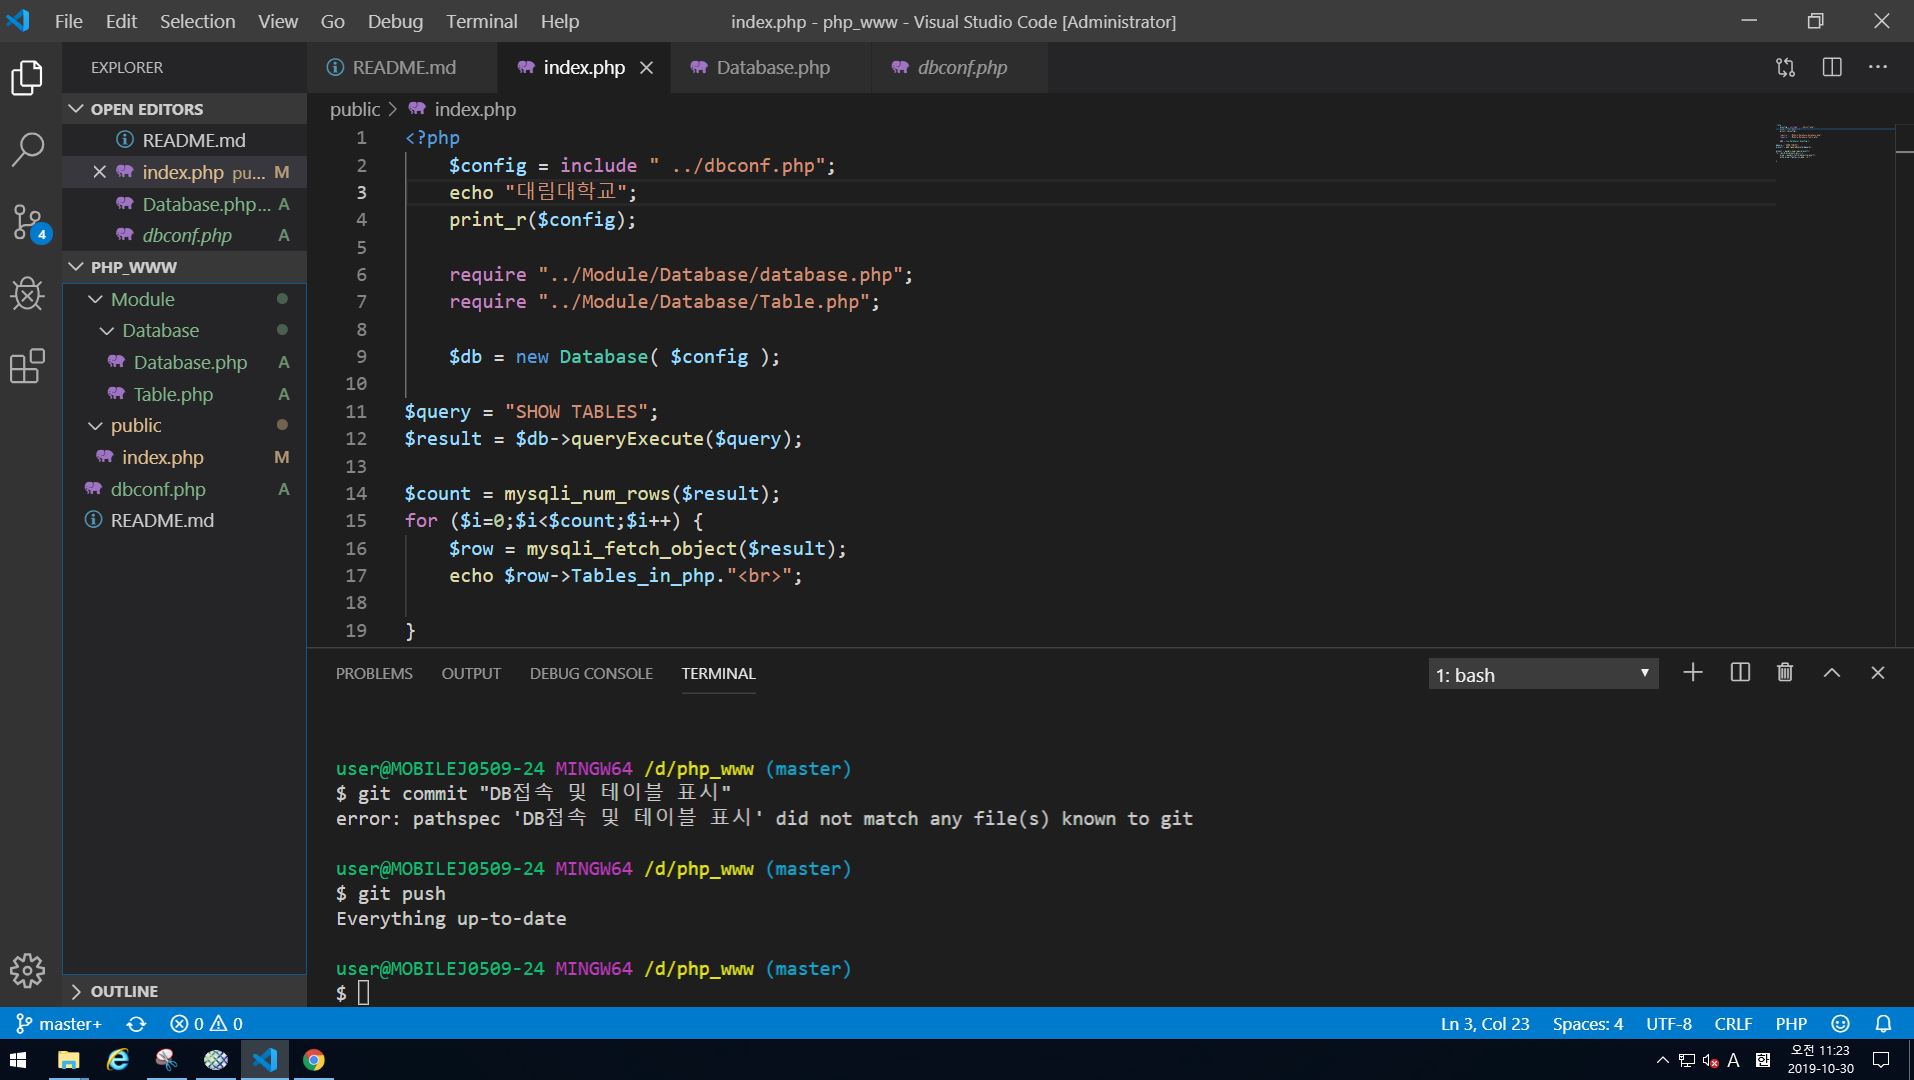 File Edit Selection View Go Debug Terminal Help
index.php - php_www - Visual Studio Code [Administrator]
EXPLORER
README.md
index.php
Database.php
dbconf.php
OPEN EDITORS
README.md
index.php pu... M
Database.php... A
dbconf.php A
4
PHP_WWW
Module
Database
Database.php A
Table.php A
public
index.php M
dbconf.php A
README.md
OUTLINE
public > index.php
1 <?php
2 $config = include " ../dbconf.php";
3 echo "대림대학교";
4 print_r($config);
5
6 require "../Module/Database/database.php";
7 require "../Module/Database/Table.php";
8
9 $db = new Database( $config );
10
11 $query = "SHOW TABLES";
12 $result = $db->queryExecute($query);
13
14 $count = mysqli_num_rows($result);
15 for ($i=0;$i<$count;$i++) {
16 $row = mysqli_fetch_object($result);
17 echo $row->Tables_in_php."<br>";
18
19 }
PROBLEMS OUTPUT DEBUG CONSOLE TERMINAL
1: bash
user@MOBILEJ0509-24 MINGW64 /d/php_www (master)
$ git commit "DB접속 및 테이블 표시"
error: pathspec 'DB접속 및 테이블 표시' did not match any file(s) known to git
user@MOBILEJ0509-24 MINGW64 /d/php_www (master)
$ git push
Everything up-to-date
user@MOBILEJ0509-24 MINGW64 /d/php_www (master)
$
master+ 0 0
Ln 3, Col 23 Spaces: 4 UTF-8 CRLF PHP
A 한
오전 11:23
2019-10-30